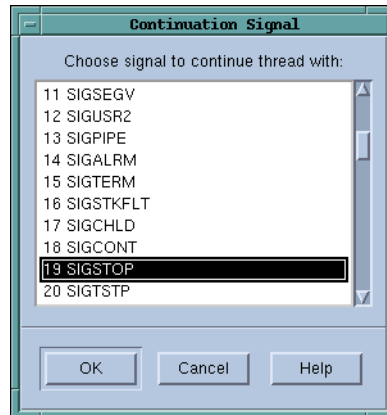 Continuation Signal
Choose signal to continue thread with:
11 SIGSEGV
12 SIGUSR2
13 SIGPIPE
14 SIGALRM
15 SIGTERM
16 SIGSTKFLT
17 SIGCHLD
18 SIGCONT
19 SIGSTOP
20 SIGTSTP
OK Cancel Help